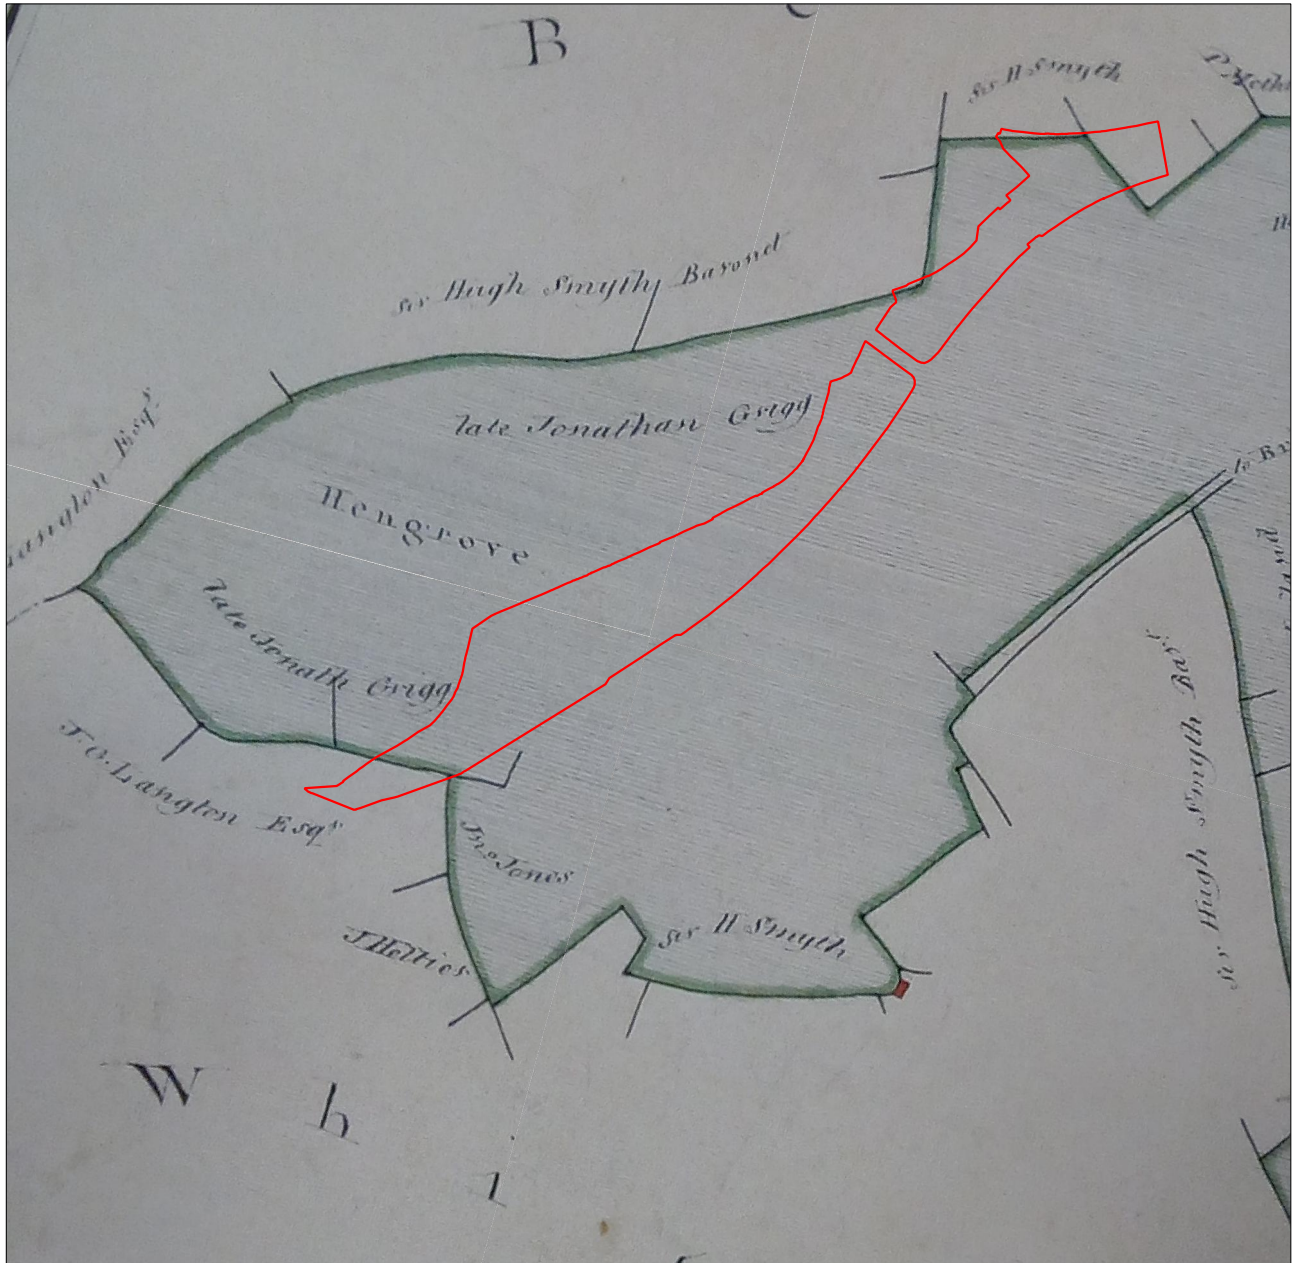 B
Sir H Smyth
Sir Hugh Smyth Baronet
late Jonathan Grigg
Langton Esqr.
Hengrove
to
late Jonath Grigg
J. G. Langton Esqr.
Jno Jones
Sir H Smyth
Sir Hugh Smyth Bart
W h